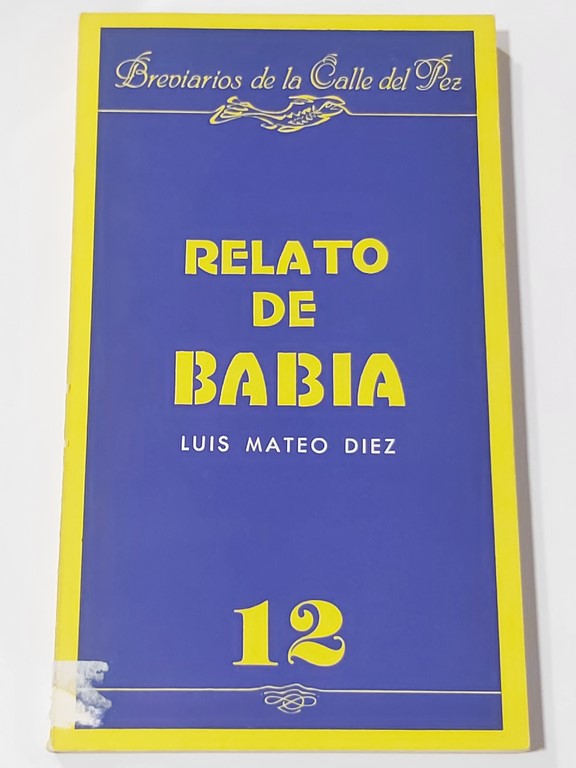 Breviarios de la Calle del Pez
RELATO
DE
BABIA
LUIS MATEO DIEZ
12